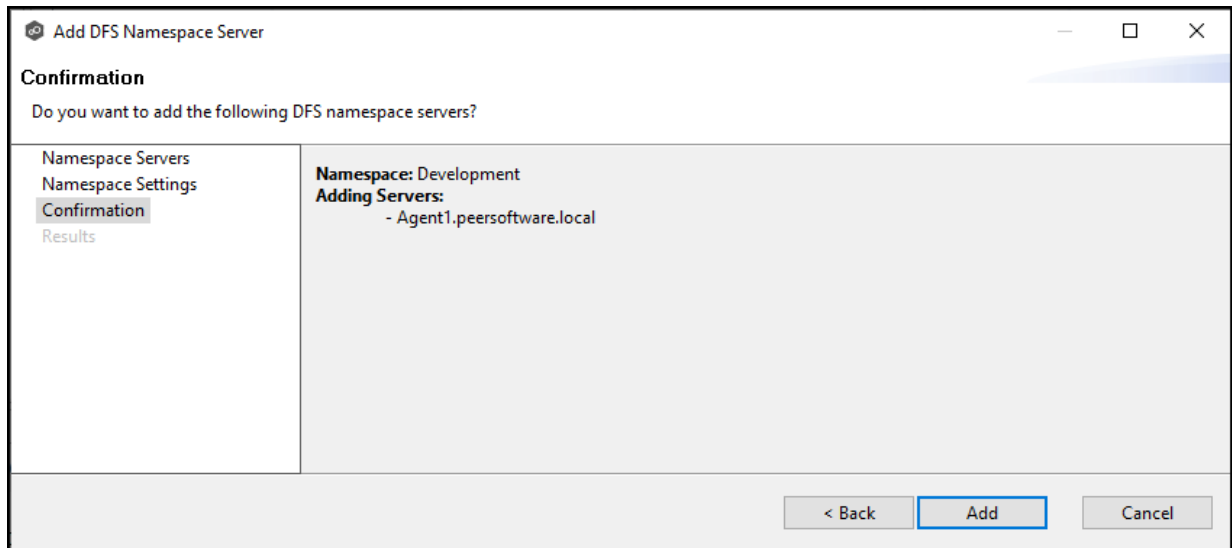 Add DFS Namespace Server
Confirmation
Do you want to add the following DFS namespace servers?
Namespace Servers
Namespace Settings
Confirmation
Results
Namespace: Development
Adding Servers:
- Agent1.peersoftware.local
< Back
Add
Cancel